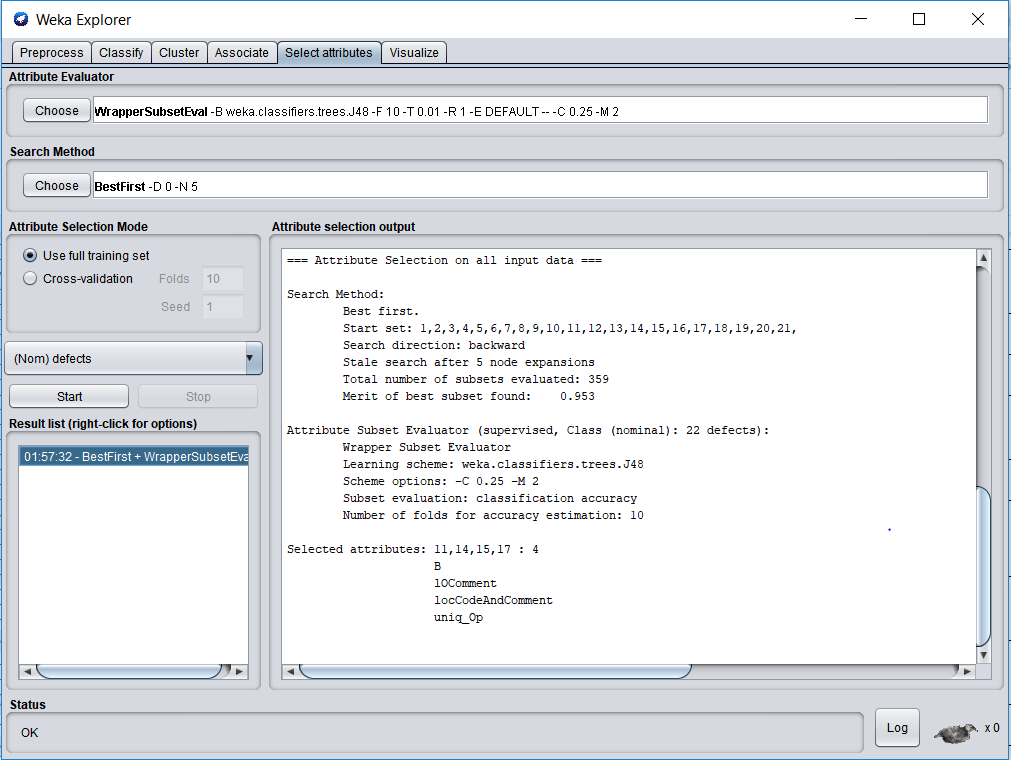 Weka Explorer
Preprocess Classify Cluster Associate Select attributes Visualize
Attribute Evaluator
Choose WrapperSubsetEval -B weka.classifiers.trees.J48 -F 10 -T 0.01 -R 1 -E DEFAULT -- -C 0.25 -M 2
Search Method
Choose BestFirst -D 0 -N 5
Attribute Selection Mode
Use full training set
Cross-validation Folds 10
Seed 1
(Nom) defects
Start Stop
Result list (right-click for options)
01:57:32 - BestFirst + WrapperSubsetEva
Attribute selection output
=== Attribute Selection on all input data ===
Search Method:
Best first.
Start set: 1,2,3,4,5,6,7,8,9,10,11,12,13,14,15,16,17,18,19,20,21,
Search direction: backward
Stale search after 5 node expansions
Total number of subsets evaluated: 359
Merit of best subset found: 0.953
Attribute Subset Evaluator (supervised, Class (nominal): 22 defects):
Wrapper Subset Evaluator
Learning scheme: weka.classifiers.trees.J48
Scheme options: -C 0.25 -M 2
Subset evaluation: classification accuracy
Number of folds for accuracy estimation: 10
Selected attributes: 11,14,15,17 : 4
B
lOComment
locCodeAndComment
uniq_Op
Status
OK
Log x 0